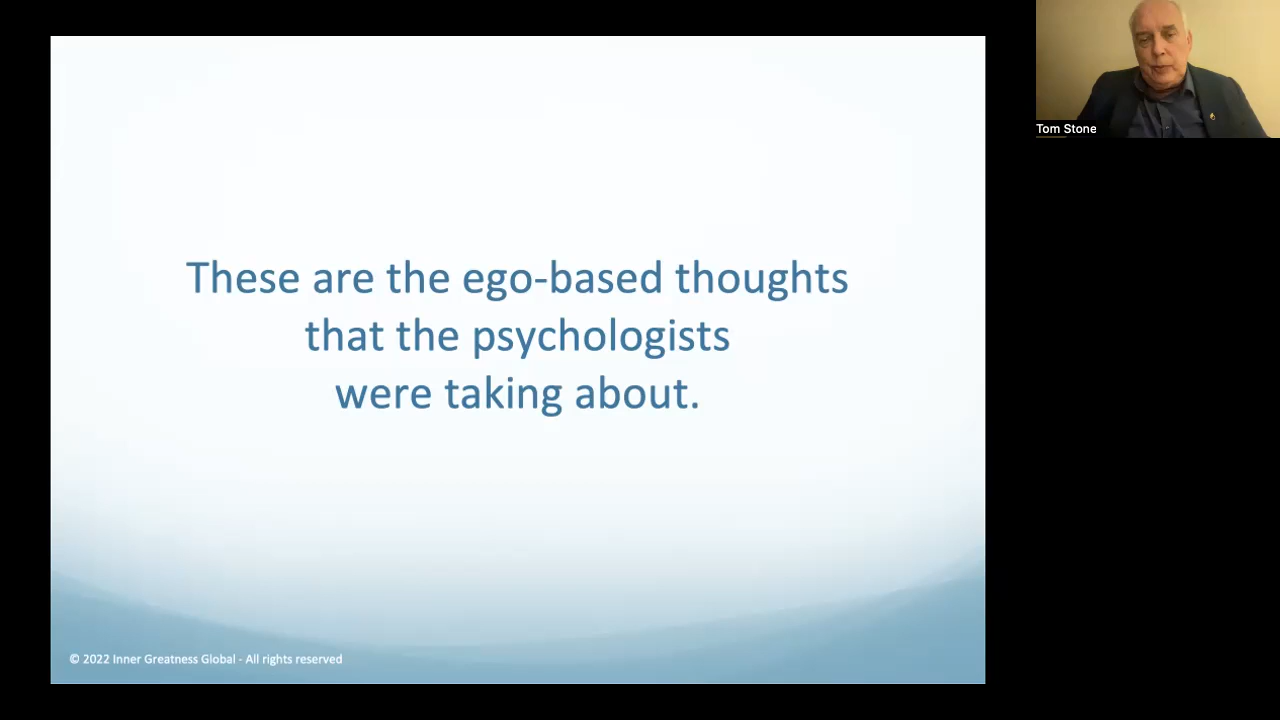 These are the ego-based thoughts
that the psychologists
were taking about.
© 2022 Inner Greatness Global - All rights reserved
Tom Stone